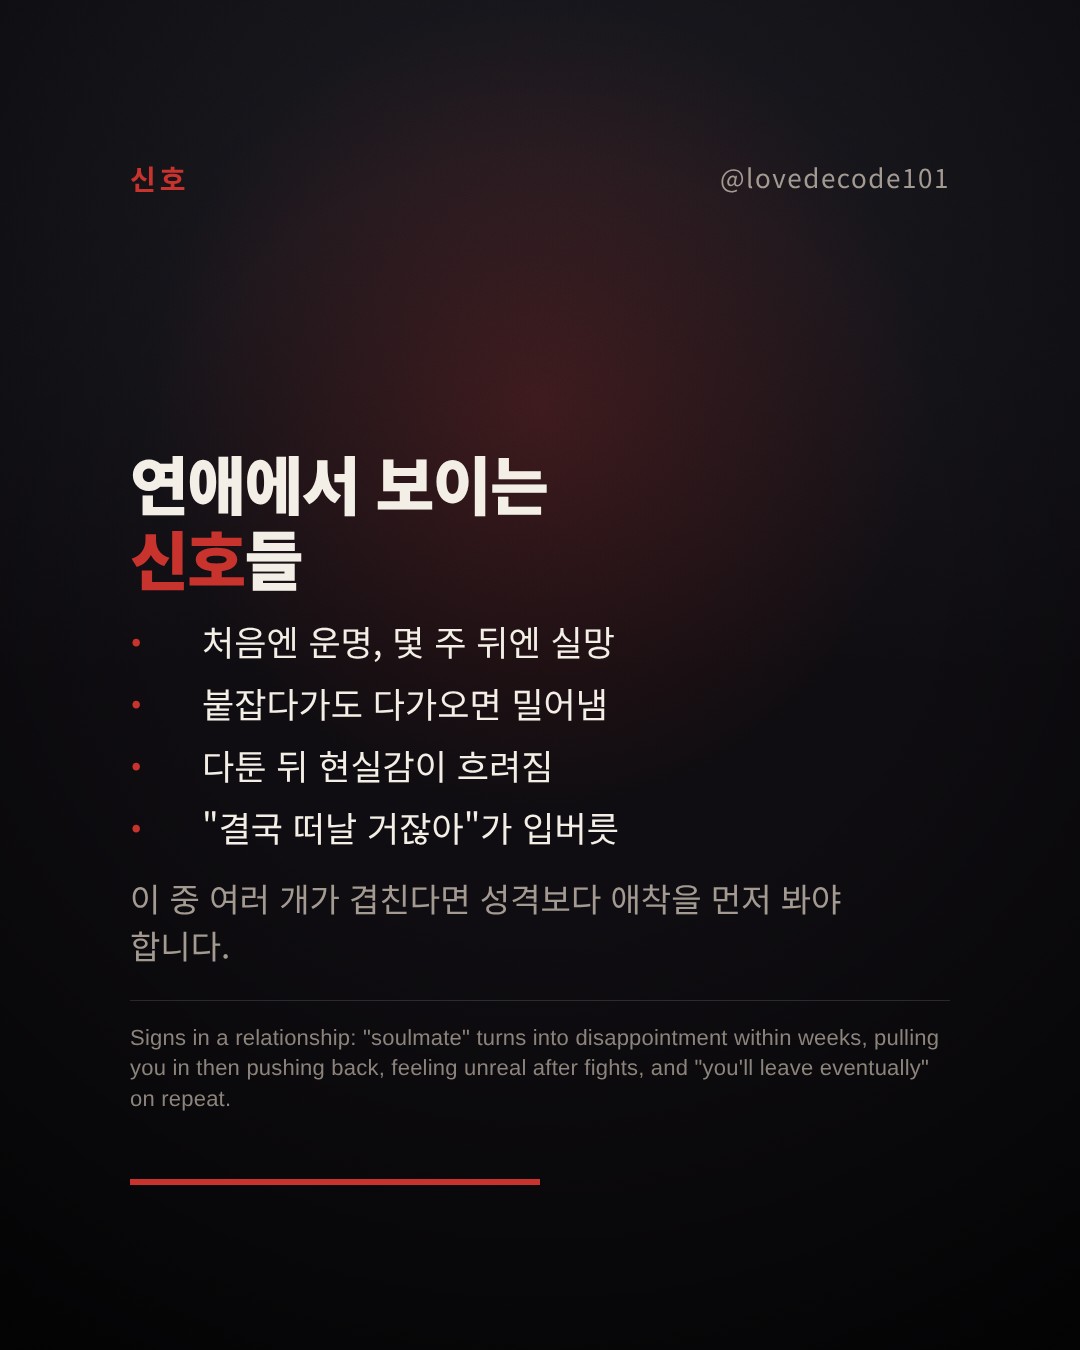 신호
@lovedecode101
연애에서 보이는
신호들
• 처음엔 운명, 몇 주 뒤엔 실망
• 붙잡다가도 다가오면 밀어냄
• 다툰 뒤 현실감이 흐려짐
• "결국 떠날 거잖아"가 입버릇
이 중 여러 개가 겹친다면 성격보다 애착을 먼저 봐야
합니다.
Signs in a relationship: "soulmate" turns into disappointment within weeks, pulling
you in then pushing back, feeling unreal after fights, and "you'll leave eventually"
on repeat.